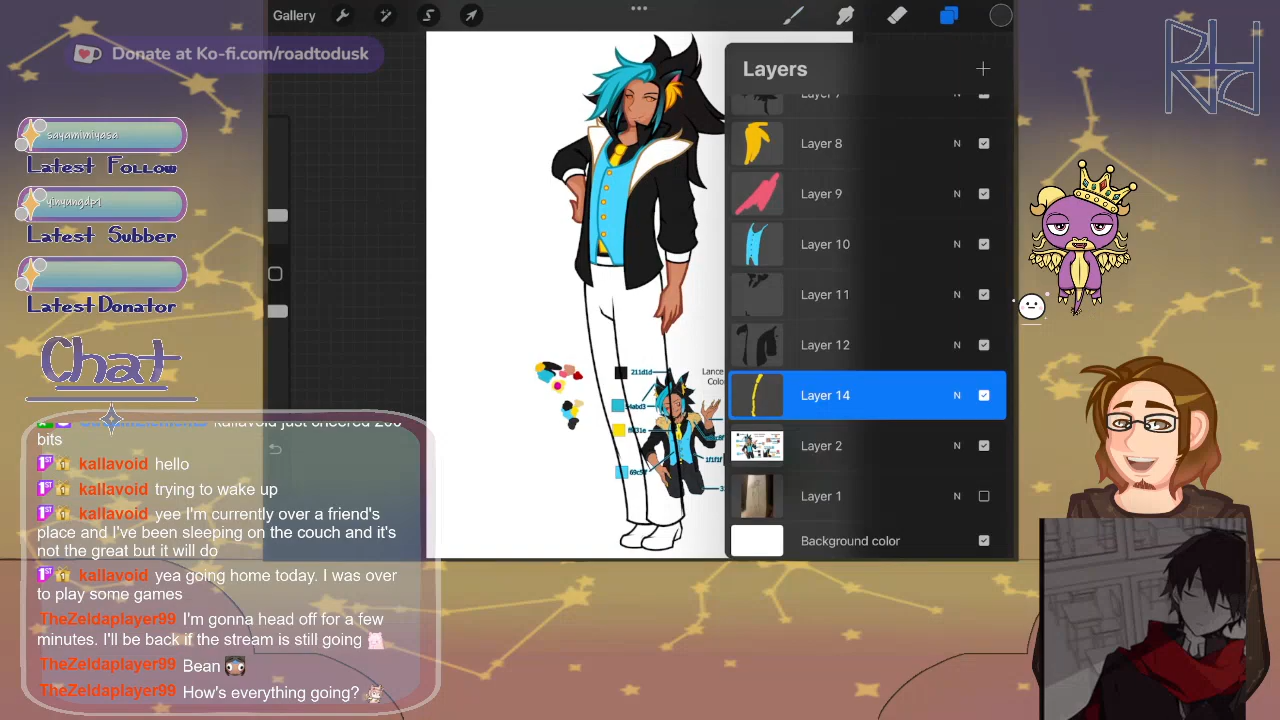 Gallery
Donate at Ko-fi.com/roadtodusk
sayamimiyasa
Latest Follow
yinyungdp1
Latest Subber
Latest Donator
Chat
bits
kallavoid hello
kallavoid trying to wake up
kallavoid yee I'm currently over a friend's
place and I've been sleeping on the couch and it's
not the great but it will do
kallavoid yea going home today. I was over
to play some games
TheZeldaplayer99 I'm gonna head off for a few
minutes. I'll be back if the stream is still going
TheZeldaplayer99 Bean
TheZeldaplayer99 How's everything going?
211d1d
Lance
Colo
Layers
Layer 8 N
Layer 9 N
Layer 10 N
Layer 11 N
Layer 12 N
Layer 14 N
Layer 2 N
Layer 1 N
Background color